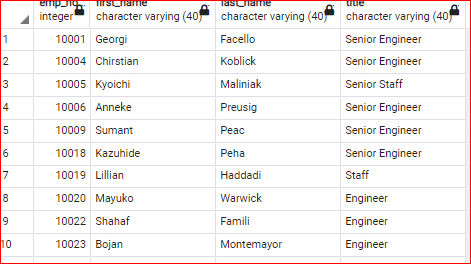 emp_no first_name last_name title
integer character varying (40) character varying (40) character varying (40)
1 10001 Georgi Facello Senior Engineer
2 10004 Chirstian Koblick Senior Engineer
3 10005 Kyoichi Maliniak Senior Staff
4 10006 Anneke Preusig Senior Engineer
5 10009 Sumant Peac Senior Engineer
6 10018 Kazuhide Peha Senior Engineer
7 10019 Lillian Haddadi Staff
8 10020 Mayuko Warwick Engineer
9 10022 Shahaf Famili Engineer
10 10023 Bojan Montemayor Engineer